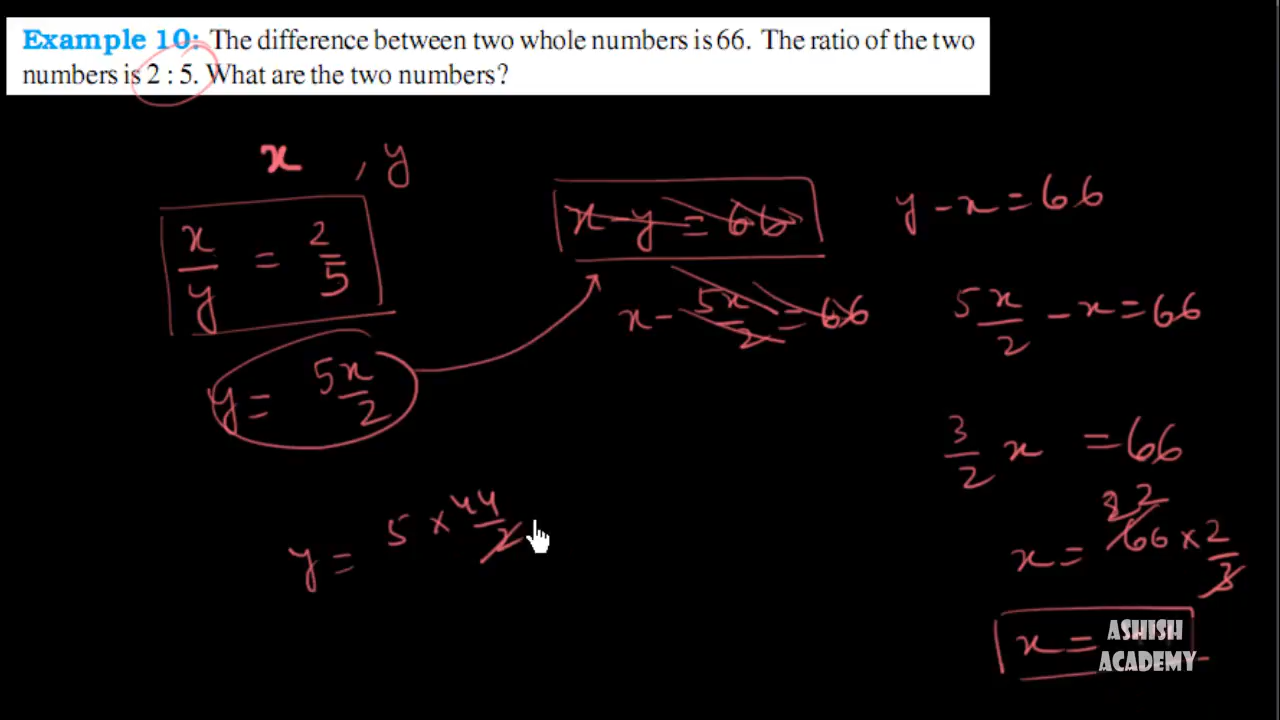 Example 10: The difference between two whole numbers is 66. The ratio of the two
numbers is 2 : 5. What are the two numbers?
x , y
x/y = 2/5
y = 5x/2
x - y = 66
x - 5x/2 = 66
y - x = 66
5x/2 - x = 66
3/2 x = 66
22
x = 66 × 2/3
x =
y = 5 × 44/2
ASHISH
ACADEMY